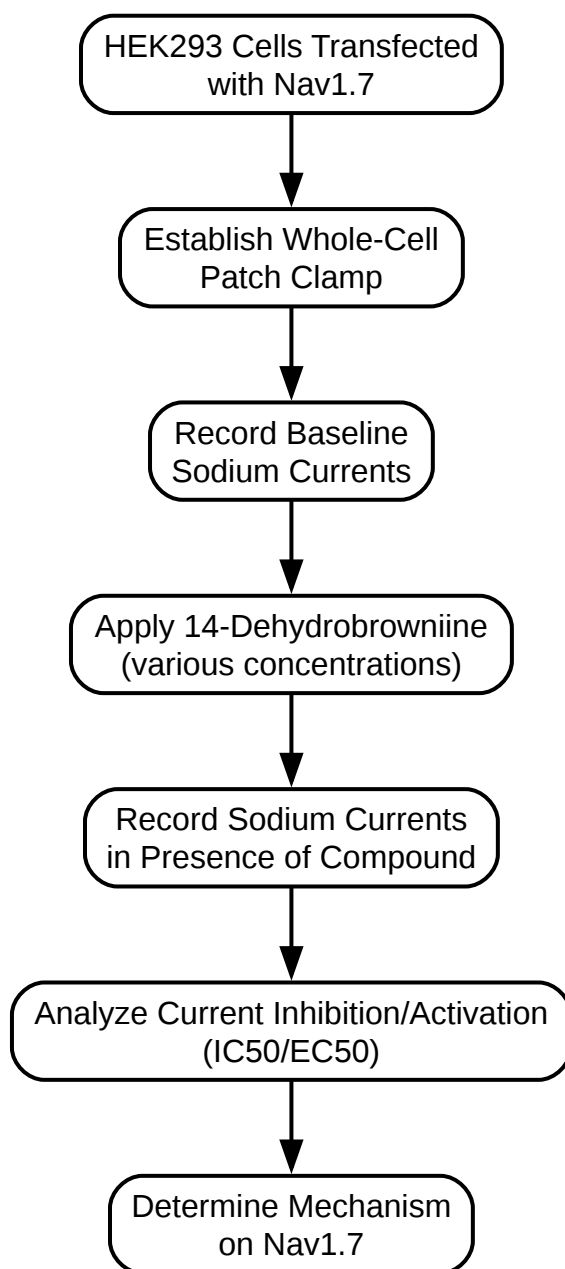 HEK293 Cells Transfected
with Nav1.7
Establish Whole-Cell
Patch Clamp
Record Baseline
Sodium Currents
Apply 14-Dehydrobrowniine
(various concentrations)
Record Sodium Currents
in Presence of Compound
Analyze Current Inhibition/Activation
(IC50/EC50)
Determine Mechanism
on Nav1.7